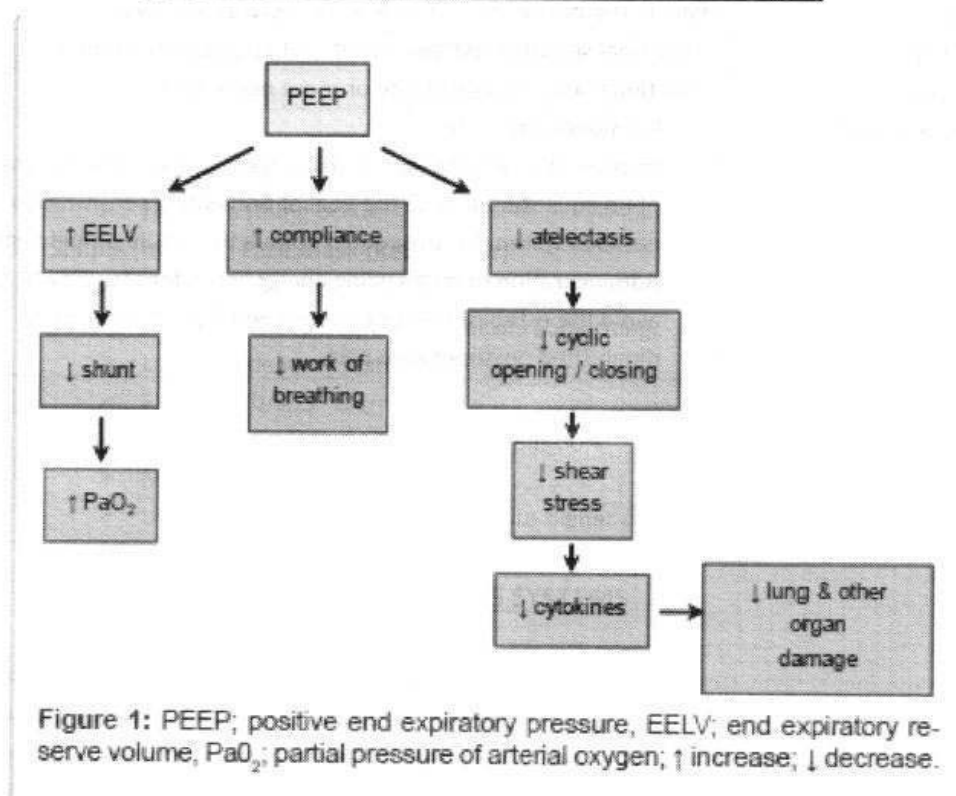 PEEP
↑ EELV
↑ compliance
↓ atelectasis
↓ shunt
↓ work of
breathing
↓ cyclic
opening / closing
↑ PaO₂
↓ shear
stress
↓ cytokines
↓ lung & other
organ
damage
Figure 1: PEEP; positive end expiratory pressure, EELV; end expiratory re-
serve volume, Pa0₂; partial pressure of arterial oxygen; ↑ increase; ↓ decrease.